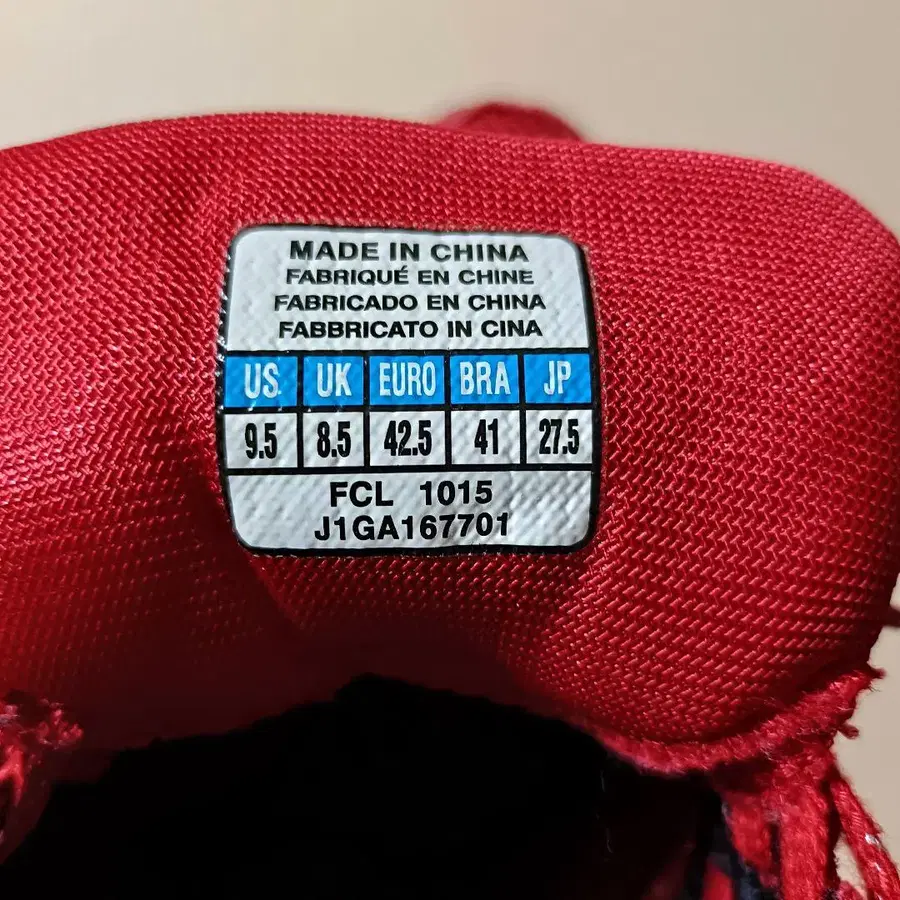 MADE IN CHINA
FABRIQUÉ EN CHINE
FABRICADO EN CHINA
FABBRICATO IN CINA
US UK EURO BRA JP
9.5 8.5 42.5 41 27.5
FCL 1015
J1GA167701